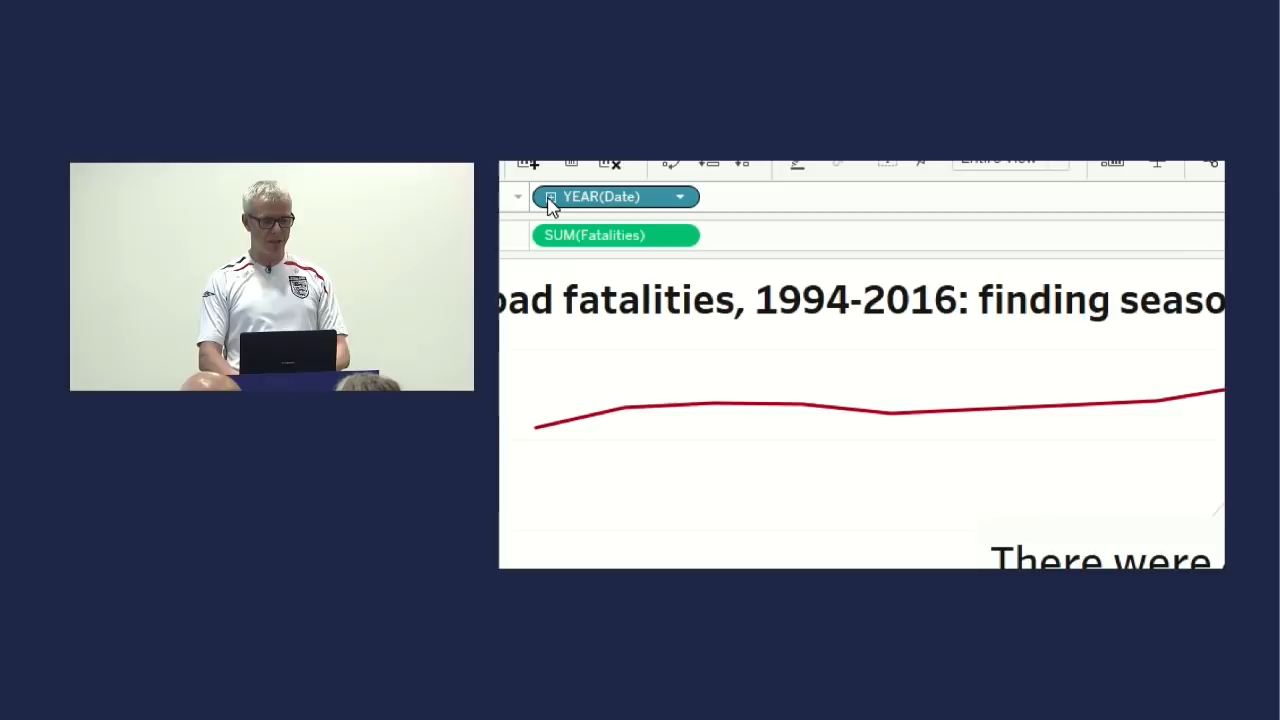 YEAR(Date)
SUM(Fatalities)
oad fatalities, 1994-2016: finding seaso
There were